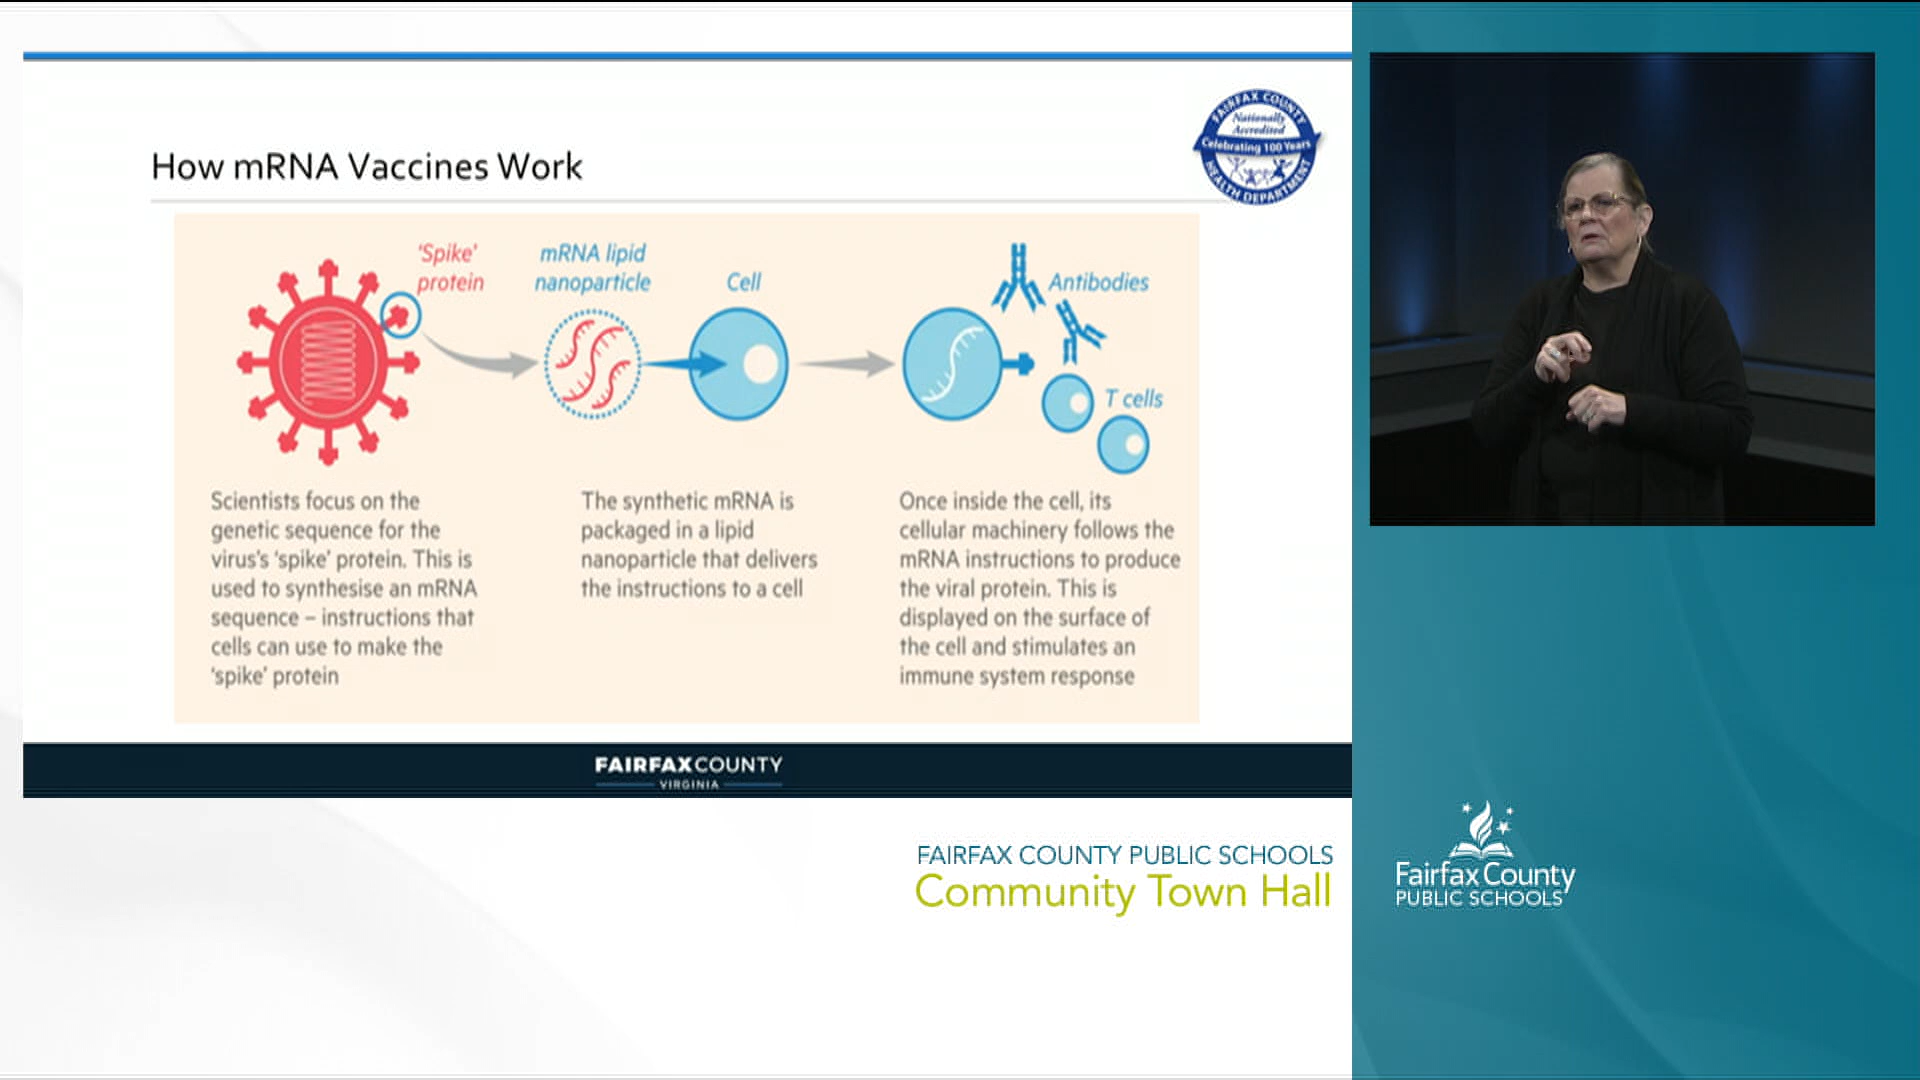 How mRNA Vaccines Work
FAIRFAX COUNTY
Nationally
Accredited
Celebrating 100 Years
HEALTH DEPARTMENT
'Spike'
protein
mRNA lipid
nanoparticle
Cell
Antibodies
T cells
Scientists focus on the
genetic sequence for the
virus's 'spike' protein. This is
used to synthesise an mRNA
sequence – instructions that
cells can use to make the
'spike' protein
The synthetic mRNA is
packaged in a lipid
nanoparticle that delivers
the instructions to a cell
Once inside the cell, its
cellular machinery follows the
mRNA instructions to produce
the viral protein. This is
displayed on the surface of
the cell and stimulates an
immune system response
FAIRFAX COUNTY
VIRGINIA
FAIRFAX COUNTY PUBLIC SCHOOLS
Community Town Hall
Fairfax County
PUBLIC SCHOOLS